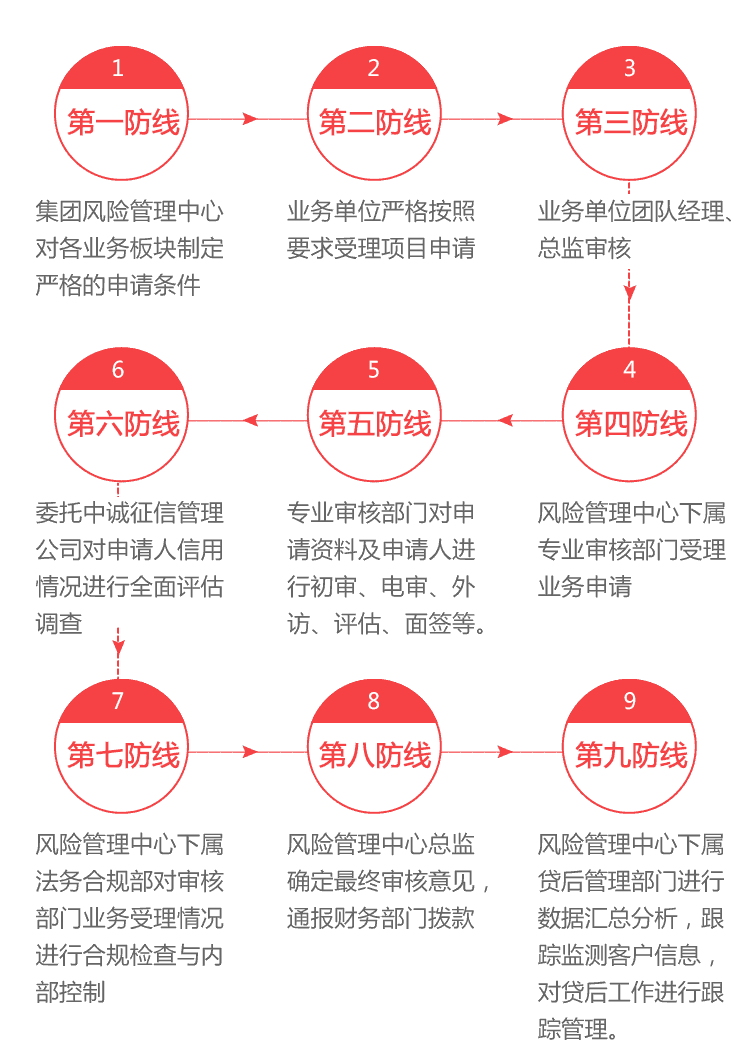 1
第一防线
集团风险管理中心
对各业务板块制定
严格的申请条件
2
第二防线
业务单位严格按照
要求受理项目申请
3
第三防线
业务单位团队经理、
总监审核
4
第四防线
风险管理中心下属
专业审核部门受理
业务申请
5
第五防线
专业审核部门对申
请资料及申请人进
行初审、电审、外
访、评估、面签等。
6
第六防线
委托中诚征信管理
公司对申请人信用
情况进行全面评估
调查
7
第七防线
风险管理中心下属
法务合规部对审核
部门业务受理情况
进行合规检查与内
部控制
8
第八防线
风险管理中心总监
确定最终审核意见，
通报财务部门拨款
9
第九防线
风险管理中心下属
贷后管理部门进行
数据汇总分析，跟
踪监测客户信息，
对贷后工作进行跟
踪管理。